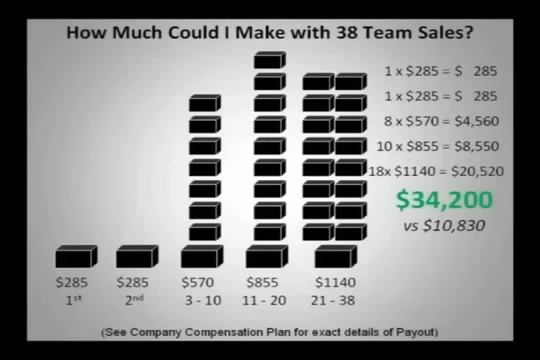 How Much Could I Make with 38 Team Sales?
1 x $285 = $ 285
1 x $285 = $ 285
8 x $570 = $4,560
10 x $855 = $8,550
18x $1140 = $20,520
$34,200
vs $10,830
$285 $285 $570 $855 $1140
1st 2nd 3 - 10 11 - 20 21 - 38
(See Company Compensation Plan for exact details of Payout)